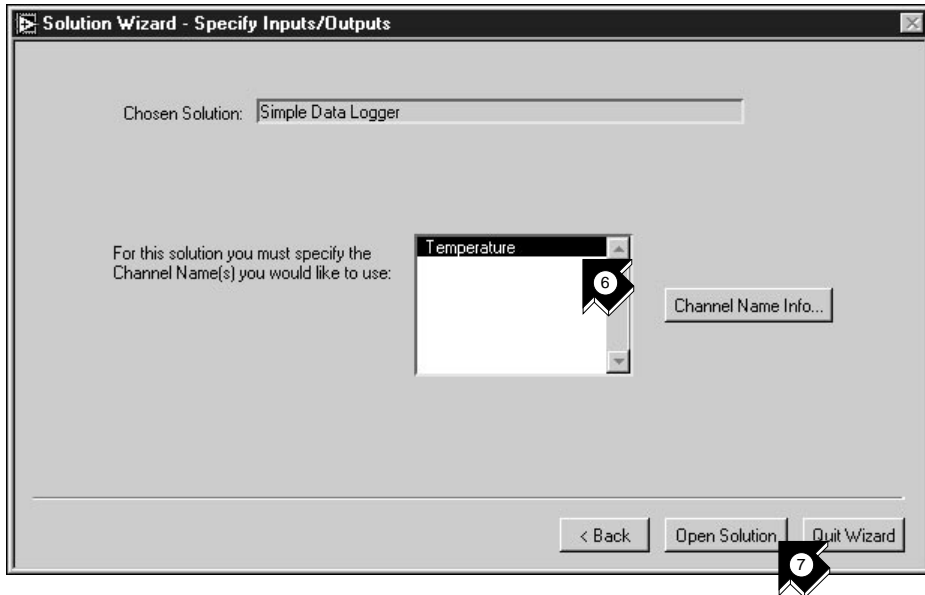 Solution Wizard - Specify Inputs/Outputs
Chosen Solution: Simple Data Logger
For this solution you must specify the
Channel Name(s) you would like to use:
Temperature
6
Channel Name Info...
< Back
Open Solution
Quit Wizard
7